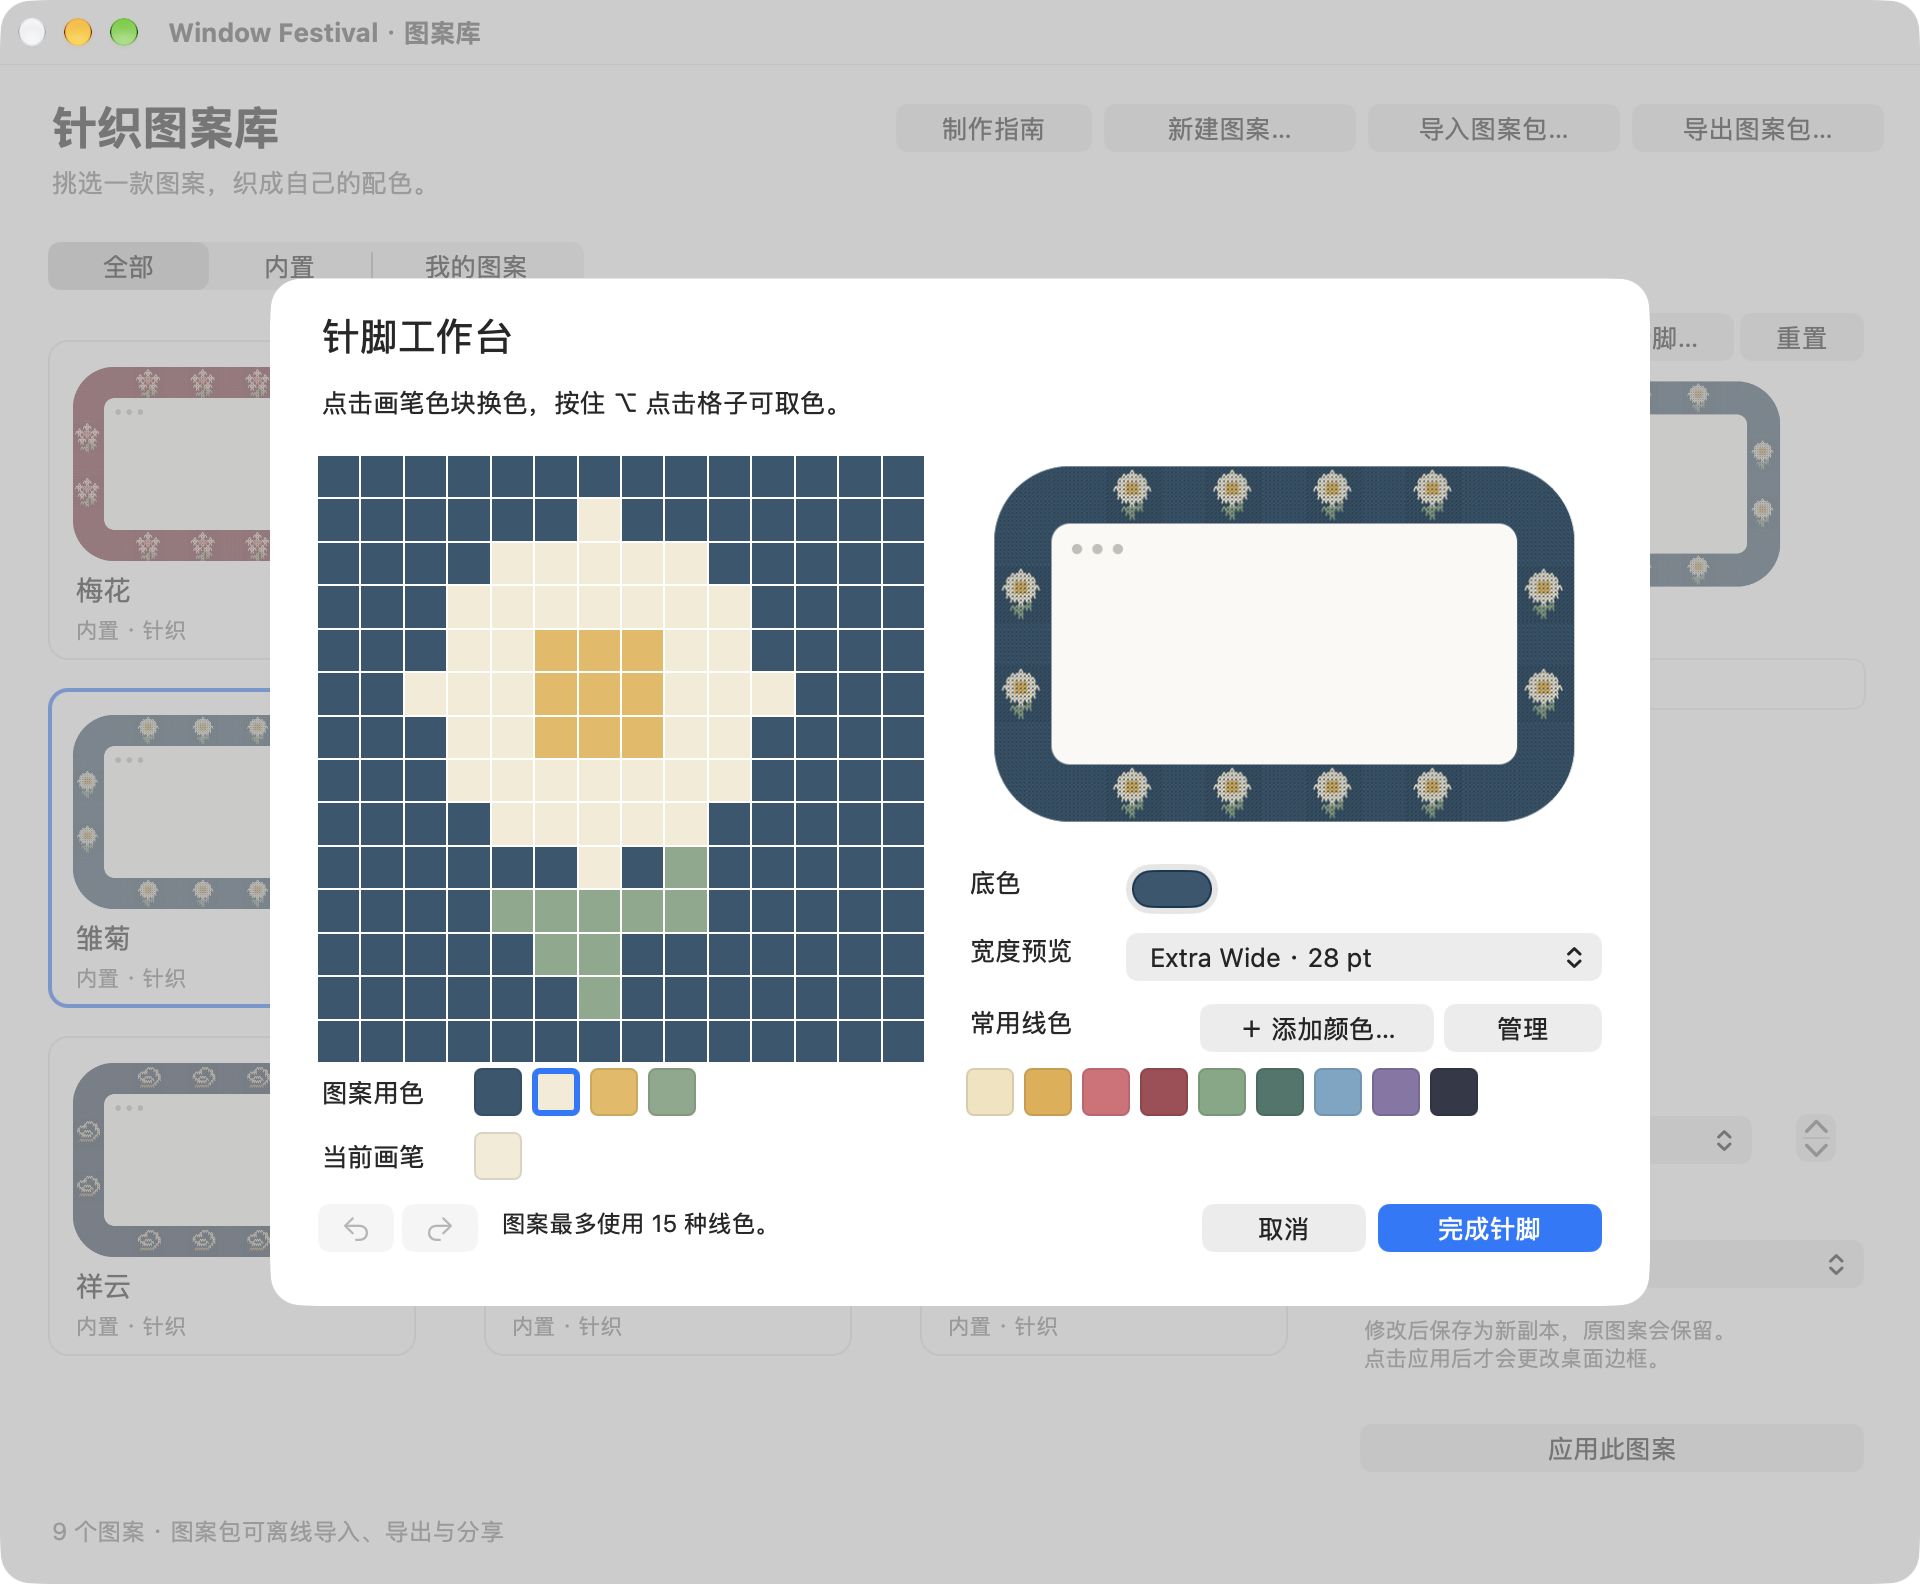 Window Festival · 图案库
针织图案库
制作指南
新建图案...
导入图案包...
导出图案包...
挑选一款图案，织成自己的配色。
全部
内置
我的图案
脚...
重置
梅花
内置 · 针织
雏菊
内置 · 针织
祥云
内置 · 针织
内置 · 针织
内置 · 针织
针脚工作台
点击画笔色块换色，按住 ⌥ 点击格子可取色。
底色
宽度预览
Extra Wide · 28 pt
常用线色
+ 添加颜色...
管理
图案用色
当前画笔
图案最多使用 15 种线色。
取消
完成针脚
修改后保存为新副本，原图案会保留。
点击应用后才会更改桌面边框。
应用此图案
9 个图案 · 图案包可离线导入、导出与分享